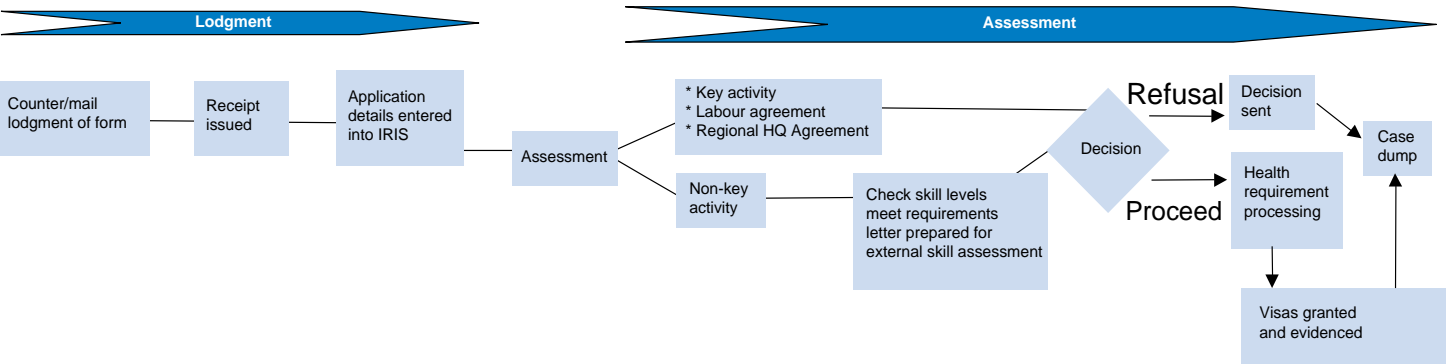 Lodgment
Assessment
Counter/mail
lodgment of form
Receipt
issued
Application
details entered
into IRIS
Assessment
* Key activity
* Labour agreement
* Regional HQ Agreement
Non-key
activity
Check skill levels
meet requirements
letter prepared for
external skill assessment
Decision
Refusal
Proceed
Decision
sent
Health
requirement
processing
Case
dump
Visas granted
and evidenced